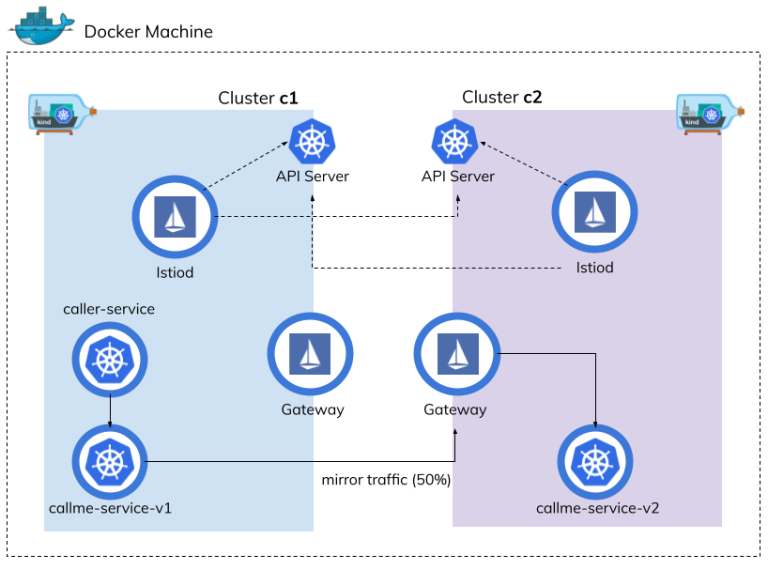 Docker Machine
Cluster c1
Cluster c2
kind
kind
API Server
API Server
Istiod
Istiod
caller-service
Gateway
Gateway
mirror traffic (50%)
callme-service-v1
callme-service-v2